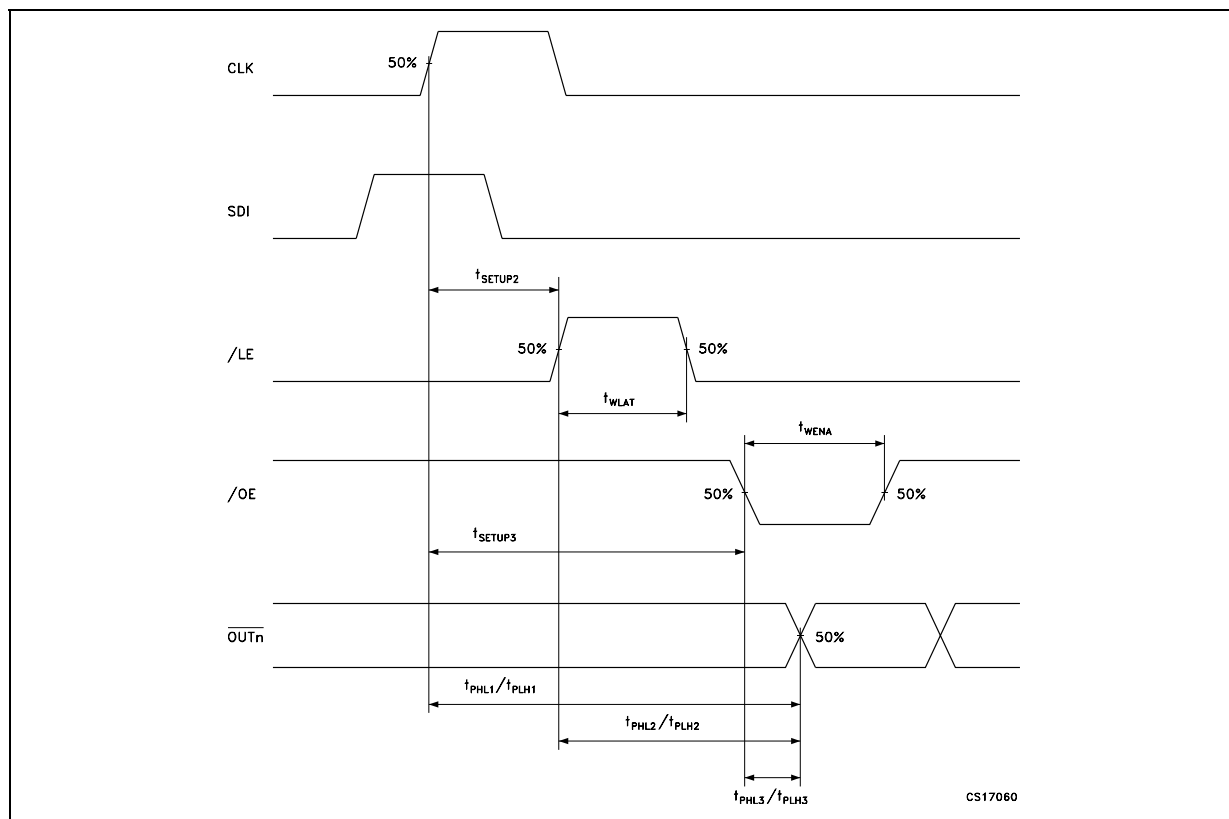 CLK
50%
SDI
tSETUP2
/LE
50%
50%
tWLAT
tWENA
/OE
50%
50%
tSETUP3
OUTn
50%
tPHL1/tPLH1
tPHL2/tPLH2
tPHL3/tPLH3
CS17060